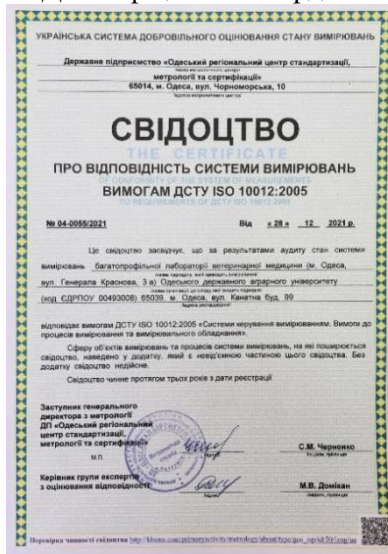 УКРАЇНСЬКА СИСТЕМА ДОБРОВІЛЬНОГО ОЦІНЮВАННЯ СТАНУ ВИМІРЮВАНЬ
Державне підприємство «Одеський регіональний центр стандартизації,
метрології та сертифікації»
65014, м. Одеса, вул. Чорноморська, 10
СВІДОЦТВО
THE CERTIFICATE
ПРО ВІДПОВІДНІСТЬ СИСТЕМИ ВИМІРЮВАНЬ
OF CONFORMITY OF THE SYSTEM OF MEASUREMENTS
ВИМОГАМ ДСТУ ISO 10012:2005
TO REQUIREMENTS OF ДСТУ ISO 10012:2005
№ 04-0055/2021 Від « 28 » 12 2021 р.
Це свідоцтво засвідчує, що за результатами аудиту стан системи
вимірювань багатопрофільної лабораторії ветеринарної медицини (м. Одеса,
вул. Генерала Краснова, 3 а) Одеського державного аграрного університету
(код ЄДРПОУ 00493008) 65039, м. Одеса, вул. Канатна буд. 99
відповідає вимогам ДСТУ ISO 10012:2005 «Системи керування вимірюванням. Вимоги до
процесів вимірювання та вимірювального обладнання».
Сферу об'єктів вимірювань та процесів системи вимірювань, на які поширюється
свідоцтво, наведено у додатку, який є невід'ємною частиною цього свідоцтва. Без
додатку свідоцтво недійсне.
Свідоцтво чинне протягом трьох років з дати реєстрації
Заступник генерального
директора з метрології
ДП «Одеський регіональний
центр стандартизації,
метрології та сертифікації»
С.М. Черненко
М.П.
Керівник групи експертів
з оцінювання відповідності
М.В. Домікан
Перевірка чинності свідоцтва